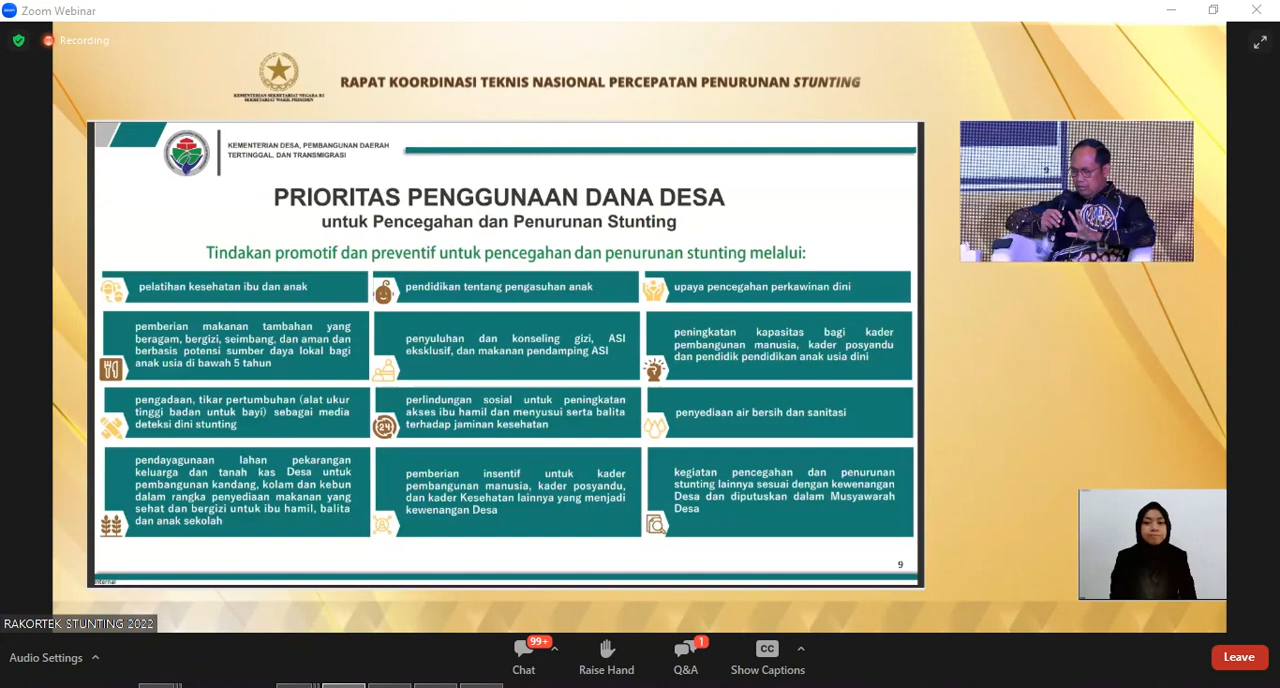 Zoom Webinar
Recording
KEMENTERIAN SEKRETARIAT NEGARA RI
SEKRETARIAT WAKIL PRESIDEN
RAPAT KOORDINASI TEKNIS NASIONAL PERCEPATAN PENURUNAN STUNTING
KEMENTERIAN DESA, PEMBANGUNAN DAERAH
TERTINGGAL, DAN TRANSMIGRASI
PRIORITAS PENGGUNAAN DANA DESA
untuk Pencegahan dan Penurunan Stunting
Tindakan promotif dan preventif untuk pencegahan dan penurunan stunting melalui:
pelatihan kesehatan ibu dan anak
pendidikan tentang pengasuhan anak
upaya pencegahan perkawinan dini
pemberian makanan tambahan yang
beragam, bergizi, seimbang, dan aman dan
berbasis potensi sumber daya lokal bagi
anak usia di bawah 5 tahun
penyuluhan dan konseling gizi, ASI
eksklusif, dan makanan pendamping ASI
peningkatan kapasitas bagi kader
pembangunan manusia, kader posyandu
dan pendidik pendidikan anak usia dini
pengadaan, tikar pertumbuhan (alat ukur
tinggi badan untuk bayi) sebagai media
deteksi dini stunting
perlindungan sosial untuk peningkatan
akses ibu hamil dan menyusui serta balita
terhadap jaminan kesehatan
24
penyediaan air bersih dan sanitasi
pendayagunaan lahan pekarangan
keluarga dan tanah kas Desa untuk
pembangunan kandang, kolam dan kebun
dalam rangka penyediaan makanan yang
sehat dan bergizi untuk ibu hamil, balita
dan anak sekolah
pemberian insentif untuk kader
pembangunan manusia, kader posyandu,
dan kader Kesehatan lainnya yang menjadi
kewenangan Desa
kegiatan pencegahan dan penurunan
stunting lainnya sesuai dengan kewenangan
Desa dan diputuskan dalam Musyawarah
Desa
9
Internal
9
RAKORTEK STUNTING 2022
Audio Settings
99+
Chat
Raise Hand
1
Q&A
CC
Show Captions
Leave